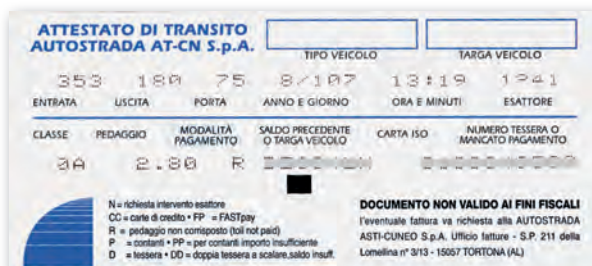 ATTESTATO DI TRANSITO
AUTOSTRADA AT-CN S.p.A.
TIPO VEICOLO TARGA VEICOLO
353 180 75 8/107 13:19 1941
ENTRATA USCITA PORTA ANNO E GIORNO ORA E MINUTI ESATTORE
CLASSE PEDAGGIO MODALITÀ PAGAMENTO SALDO PRECEDENTE O TARGA VEICOLO CARTA ISO NUMERO TESSERA O MANCATO PAGAMENTO
0A 2.80 R
N = richiesta intervento esattore
CC = carte di credito • FP = FASTpay
R = pedaggio non corrisposto (toll not paid)
P = contanti • PP = per contanti importo insufficiente
D = tessera • DD = doppia tessera a scalare,saldo insuff.
DOCUMENTO NON VALIDO AI FINI FISCALI
l'eventuale fattura va richiesta alla AUTOSTRADA
ASTI-CUNEO S.p.A. Ufficio fatture - S.P. 211 della
Lomellina n° 3/13 - 15057 TORTONA (AL)